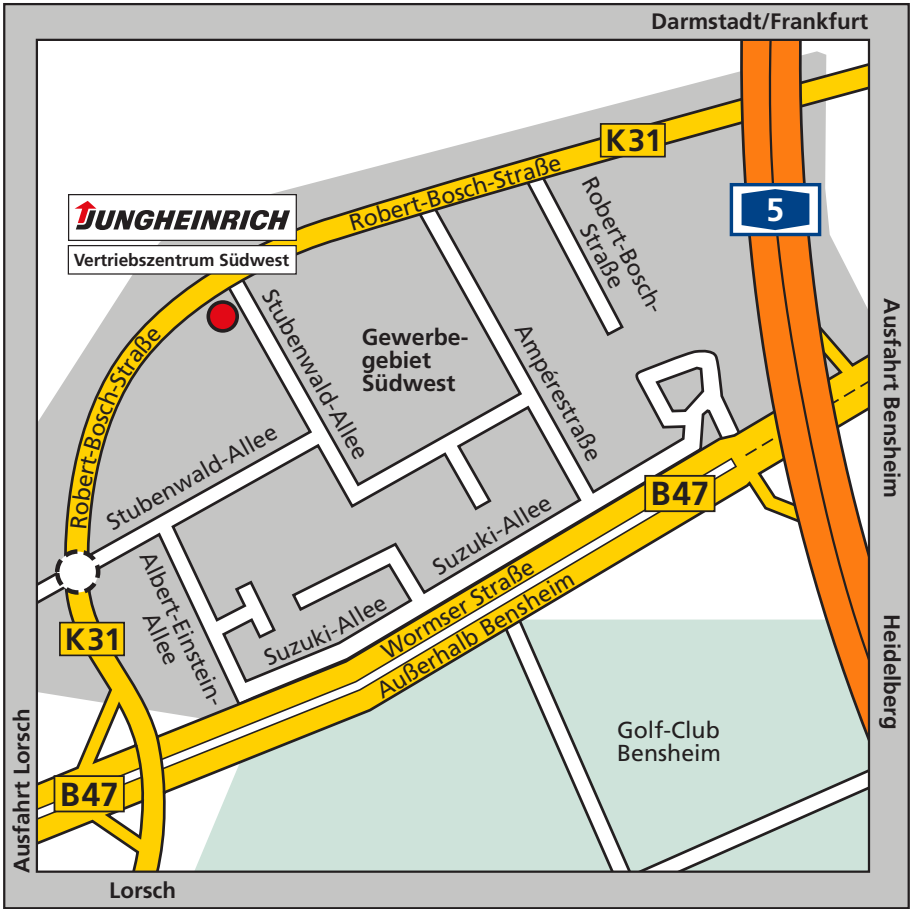 Darmstadt/Frankfurt
K31
Robert-Bosch-Straße
Robert-Bosch-
Straße
5
JUNGHEINRICH
Vertriebszentrum Südwest
Stubenwald-Allee
Gewerbe-
gebiet
Südwest
Ampérestraße
Ausfahrt Bensheim
Robert-Bosch-Straße
Stubenwald-Allee
B47
Suzuki-Allee
Albert-Einstein-
Allee
Suzuki-Allee
Wormser Straße
Außerhalb Bensheim
K31
Heidelberg
Golf-Club
Bensheim
Ausfahrt Lorsch
B47
Lorsch